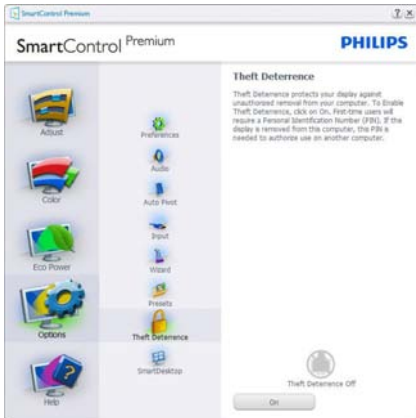 SmartControl Premium
SmartControl Premium
PHILIPS
Adjust
Color
Eco Power
Options
Help
Preferences
Audio
Auto Pivot
Input
Wizard
Presets
Theft Deterrence
SmartDesktop
Theft Deterrence
Theft Deterrence protects your display against
unauthorized removal from your computer. To Enable
Theft Deterrence, click on On. First-time users will
require a Personal Identification Number (PIN). If the
display is removed from this computer, this PIN is
needed to authorize use on another computer.
Theft Deterrence Off
On